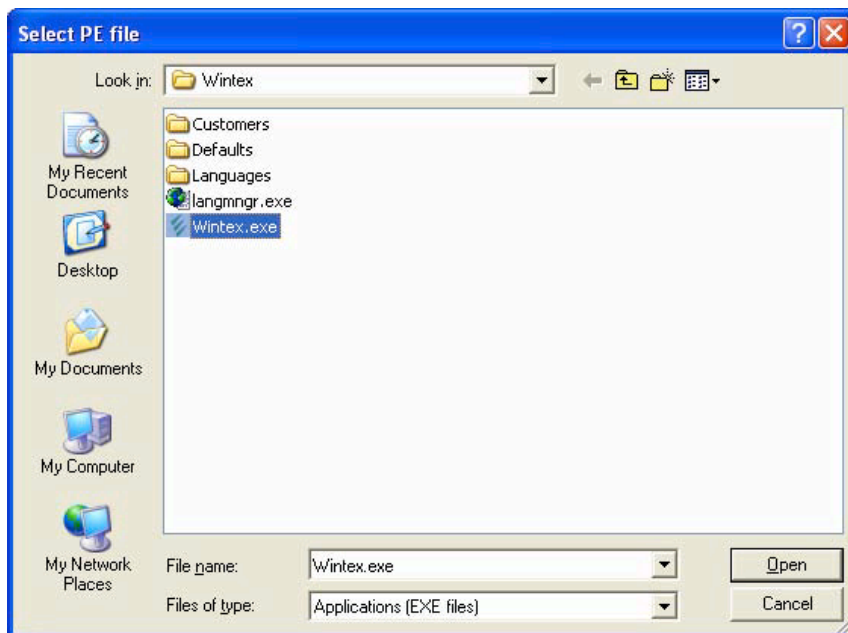 Select PE file
Look in: Wintex
Customers
Defaults
Languages
langmngr.exe
Wintex.exe
My Recent
Documents
Desktop
My Documents
My Computer
My Network
Places
File name: Wintex.exe Open
Files of type: Applications (EXE files) Cancel